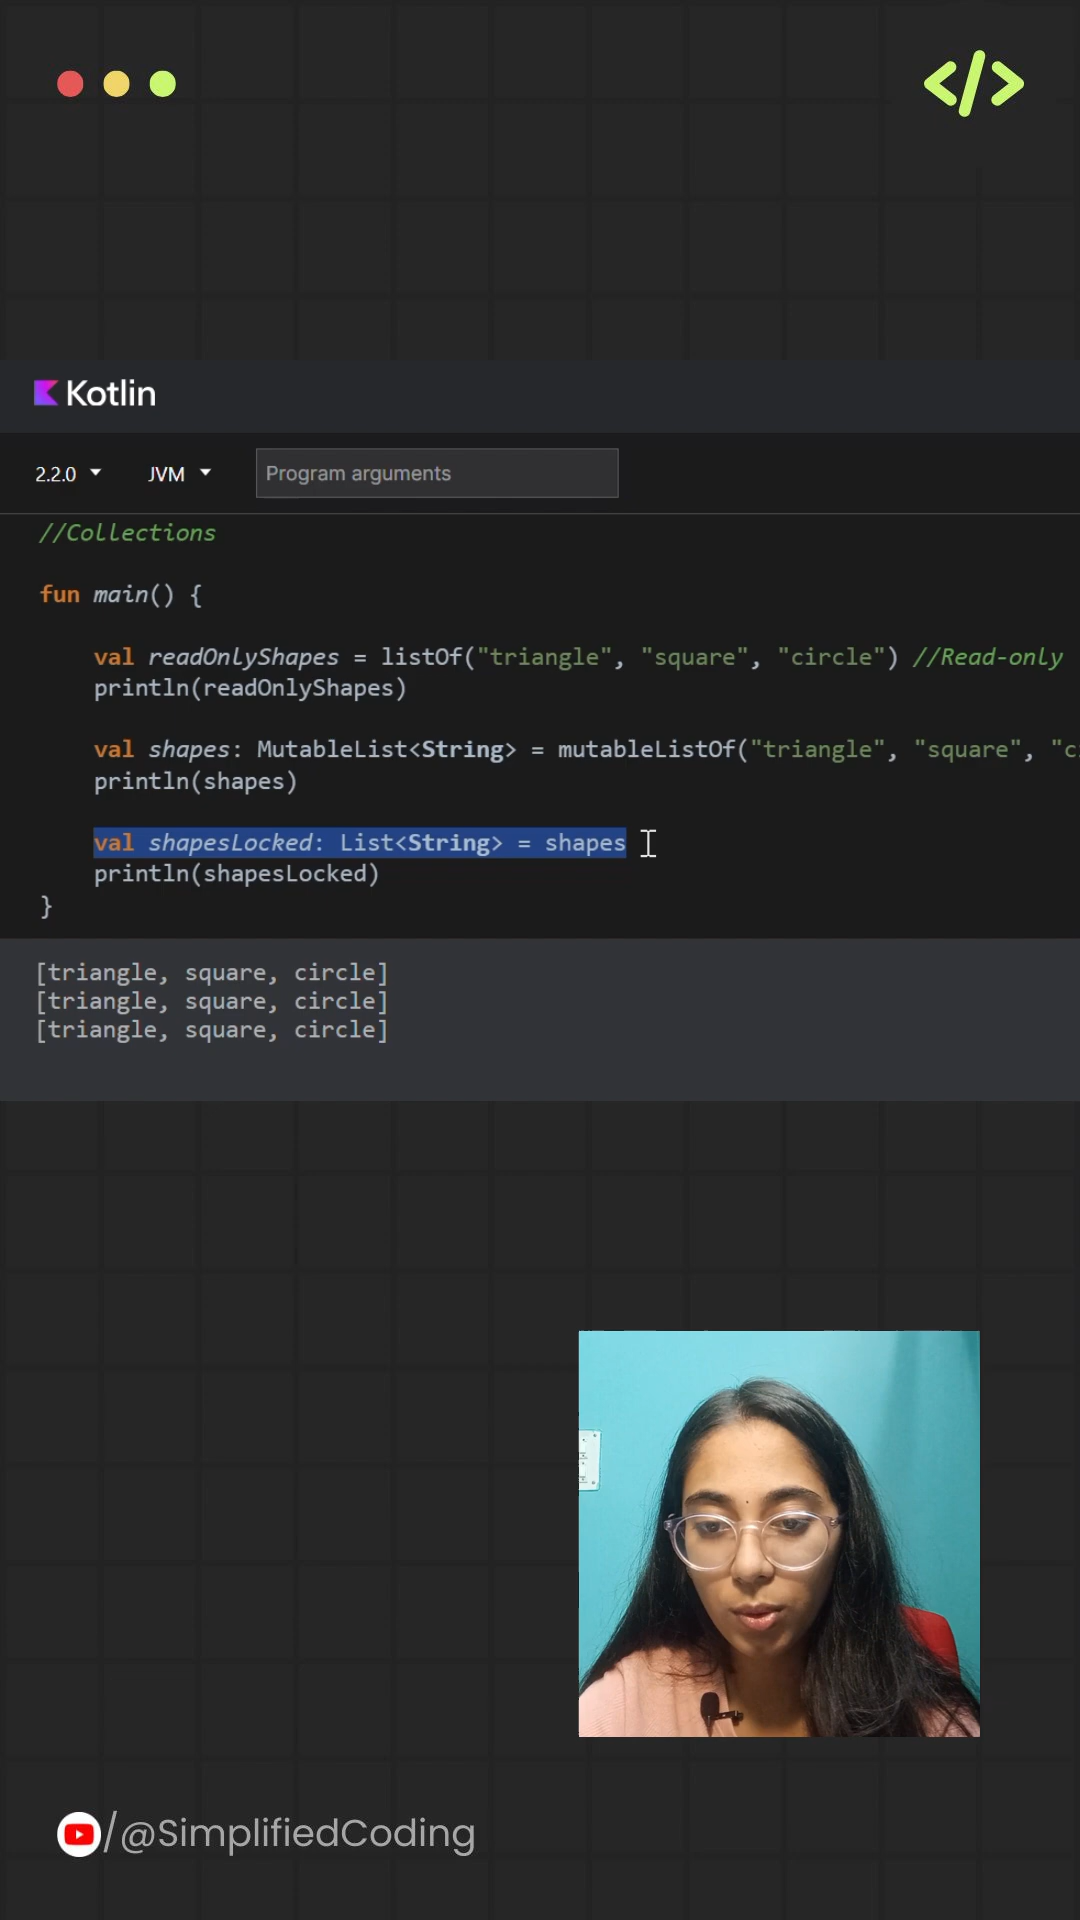 </>
Kotlin
2.2.0 JVM Program arguments
//Collections
fun main() {
val readOnlyShapes = listOf("triangle", "square", "circle") //Read-only
println(readOnlyShapes)
val shapes: MutableList<String> = mutableListOf("triangle", "square", "c
println(shapes)
val shapesLocked: List<String> = shapes
println(shapesLocked)
}
[triangle, square, circle]
[triangle, square, circle]
[triangle, square, circle]
/@SimplifiedCoding